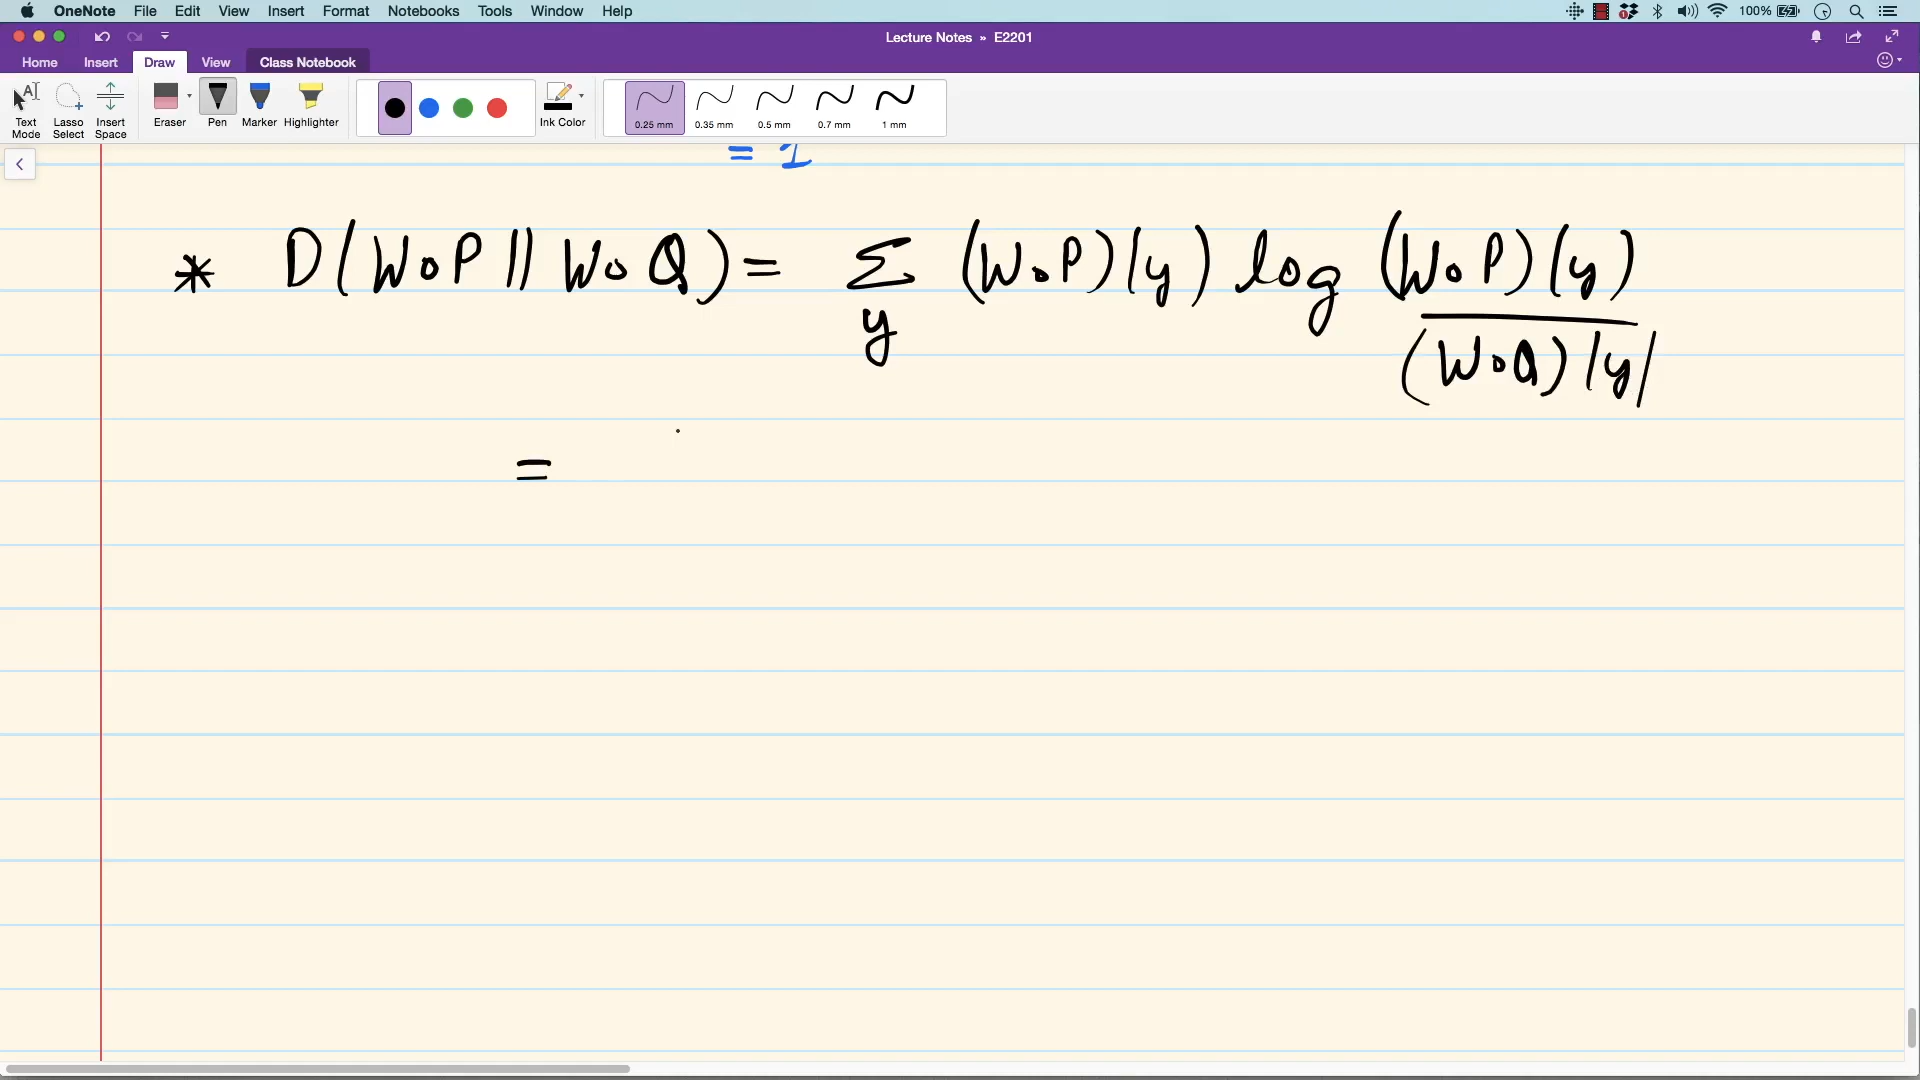 OneNote File Edit View Insert Format Notebooks Tools Window Help 100%
Lecture Notes » E2201
Home Insert Draw View Class Notebook
Text Mode Lasso Select Insert Space Eraser Pen Marker Highlighter Ink Color 0.25 mm 0.35 mm 0.5 mm 0.7 mm 1 mm
= 1
* D(W∘P || W∘Q) = Σ_y (W∘P)(y) log (W∘P)(y) / (W∘Q)(y)
=